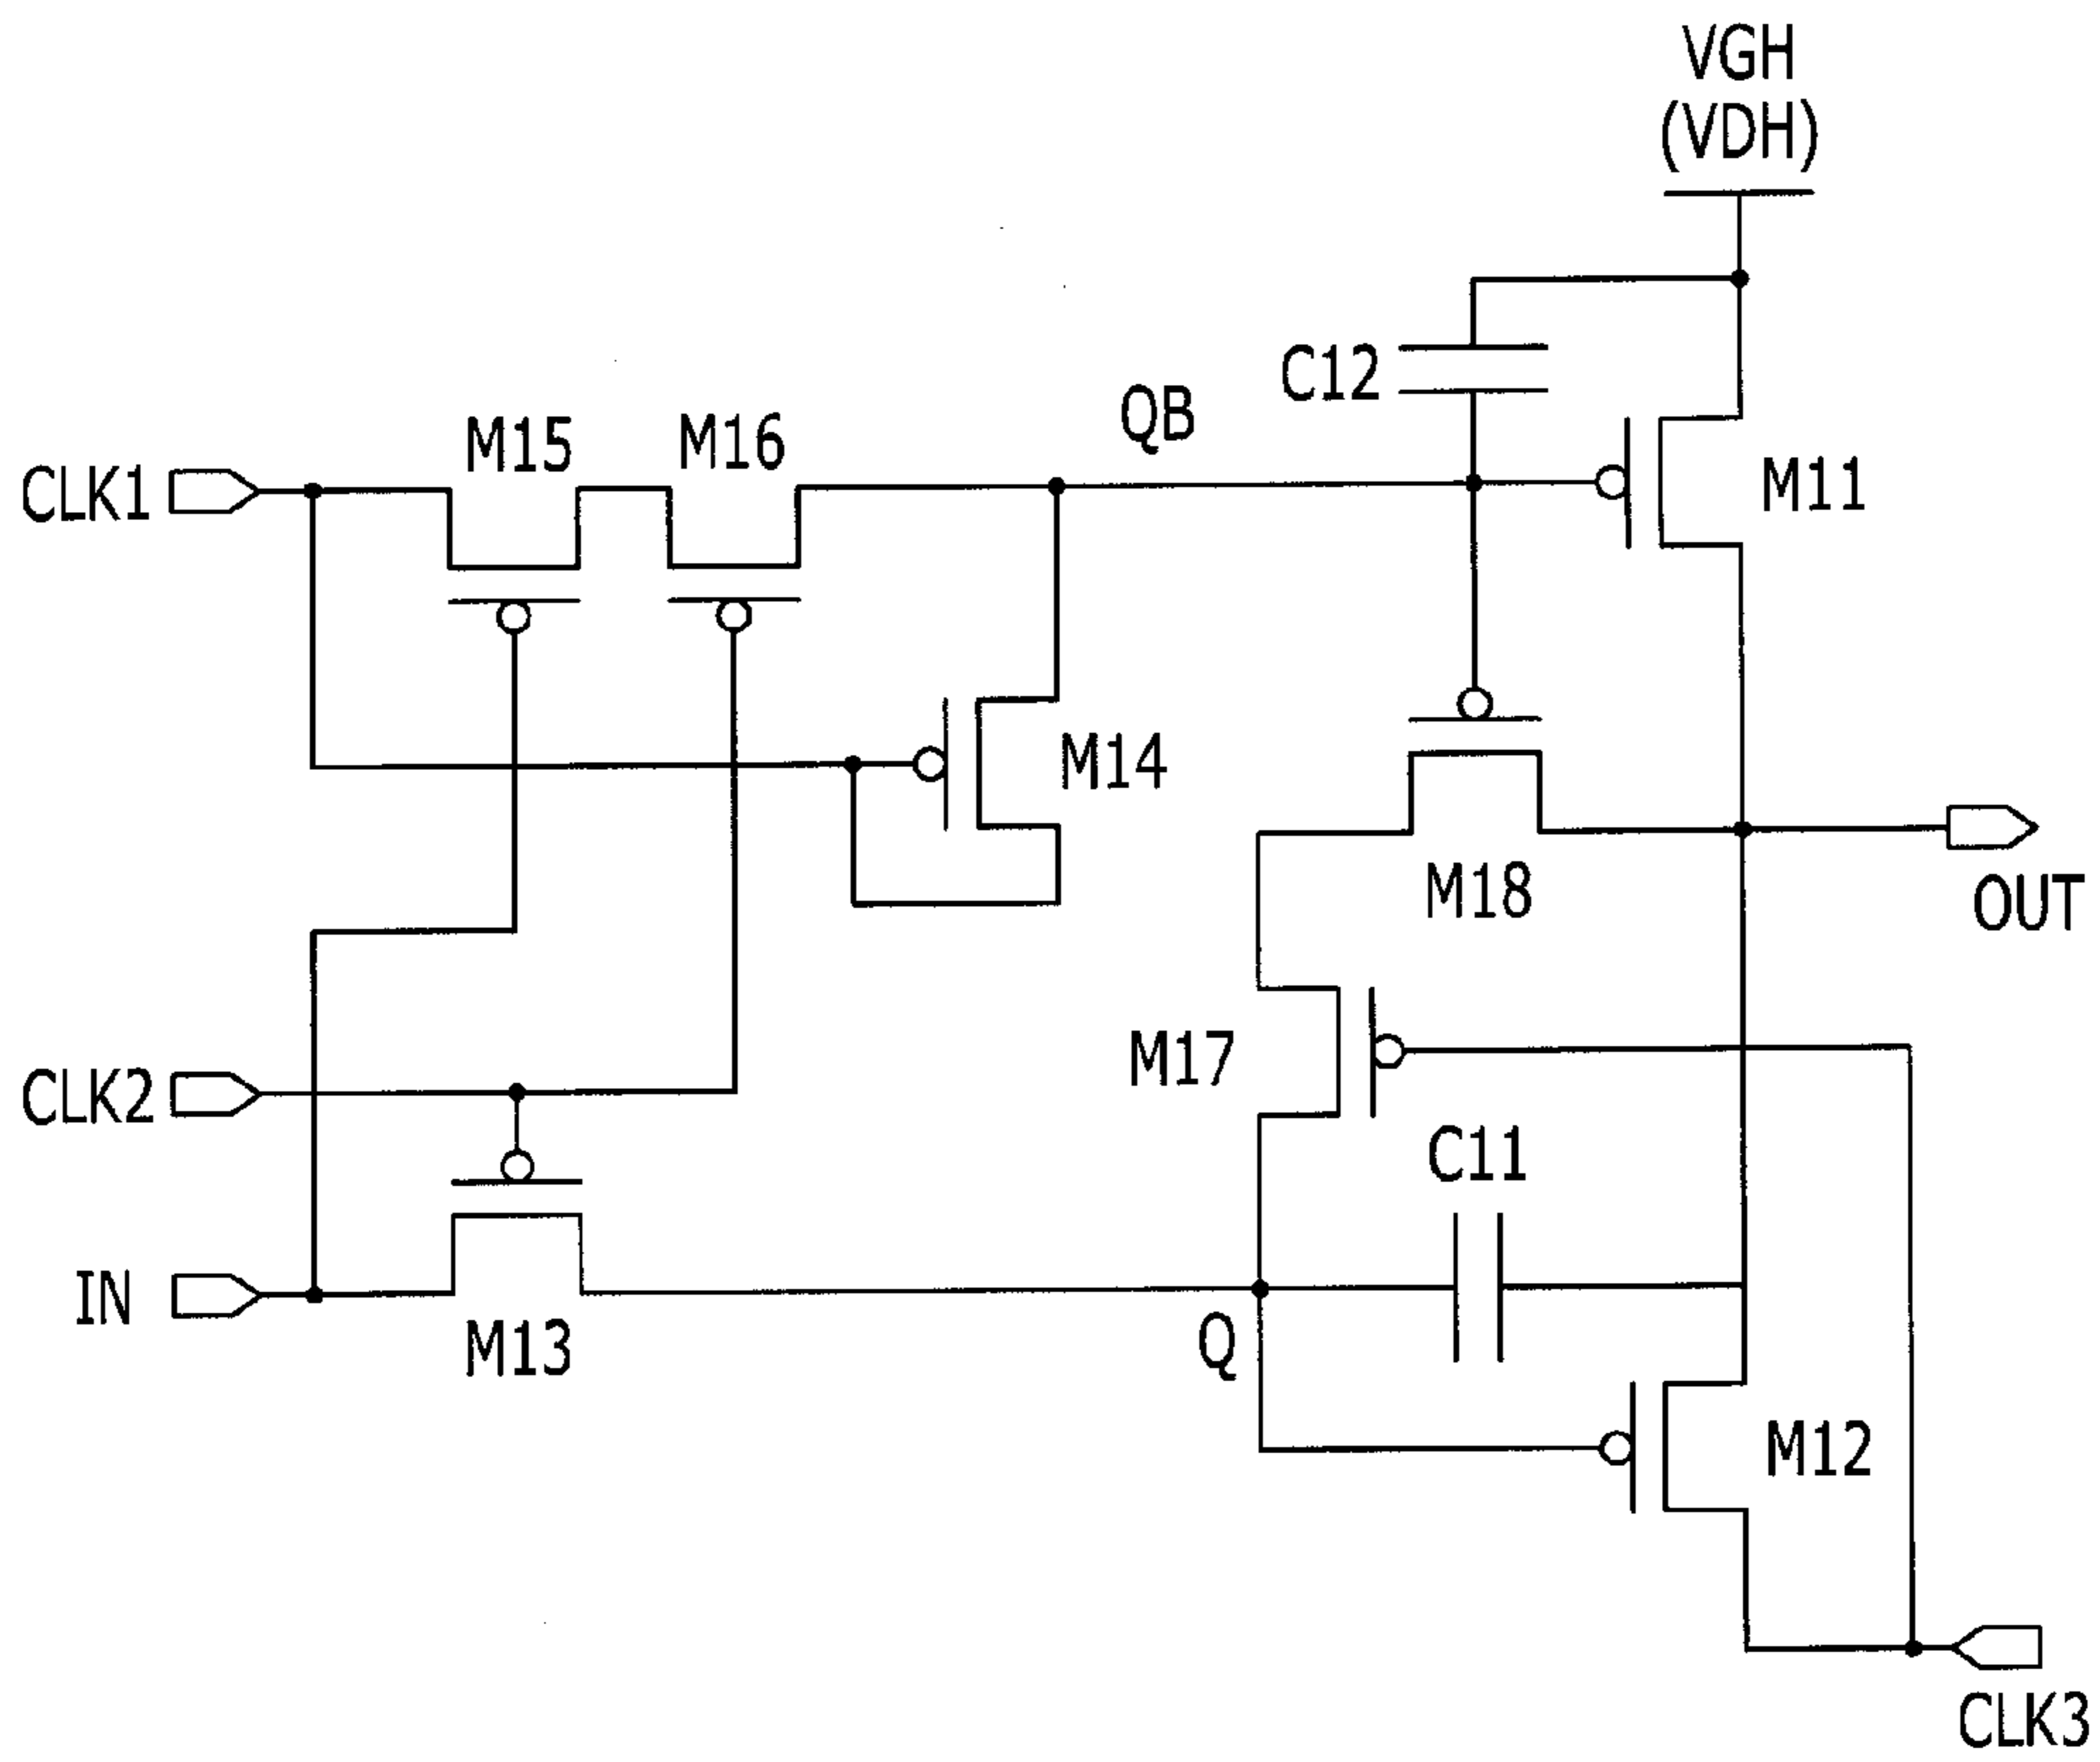 VGH
(VDH)
C12
QB
M15
M16
CLK1
M11
M14
M18
OUT
M17
CLK2
C11
IN
M13
Q
M12
CLK3